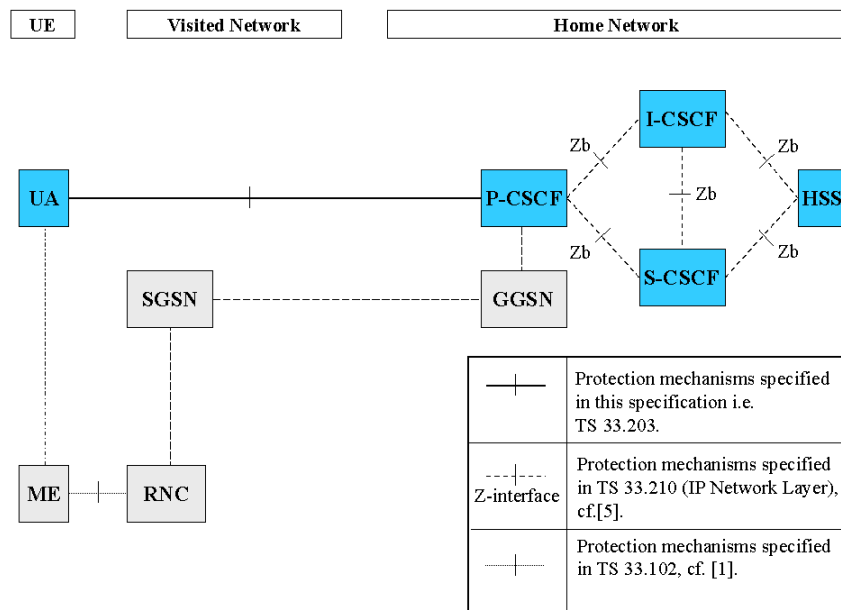 UE
Visited Network
Home Network
I-CSCF
Zb
Zb
UA
P-CSCF
Zb
HSS
Zb
Zb
SGSN
GGSN
S-CSCF
Protection mechanisms specified
in this specification i.e.
TS 33.203.
ME
RNC
Z-interface
Protection mechanisms specified
in TS 33.210 (IP Network Layer),
cf.[5].
Protection mechanisms specified
in TS 33.102, cf. [1].